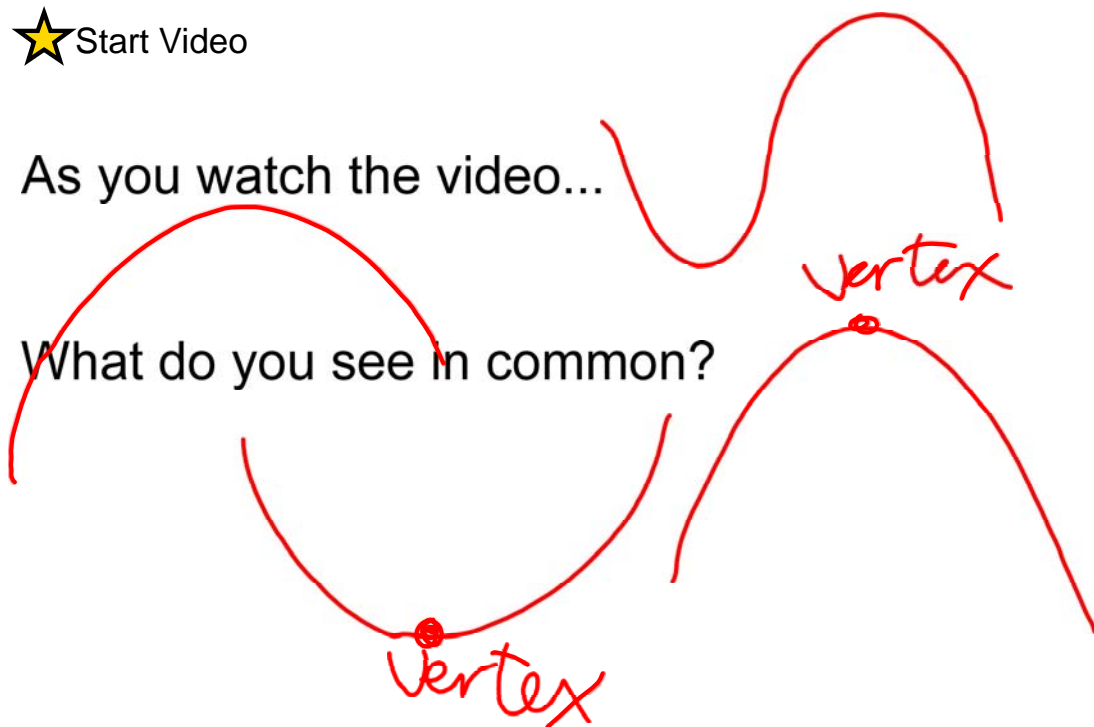 Start Video
As you watch the video...
vertex
What do you see in common?
vertex